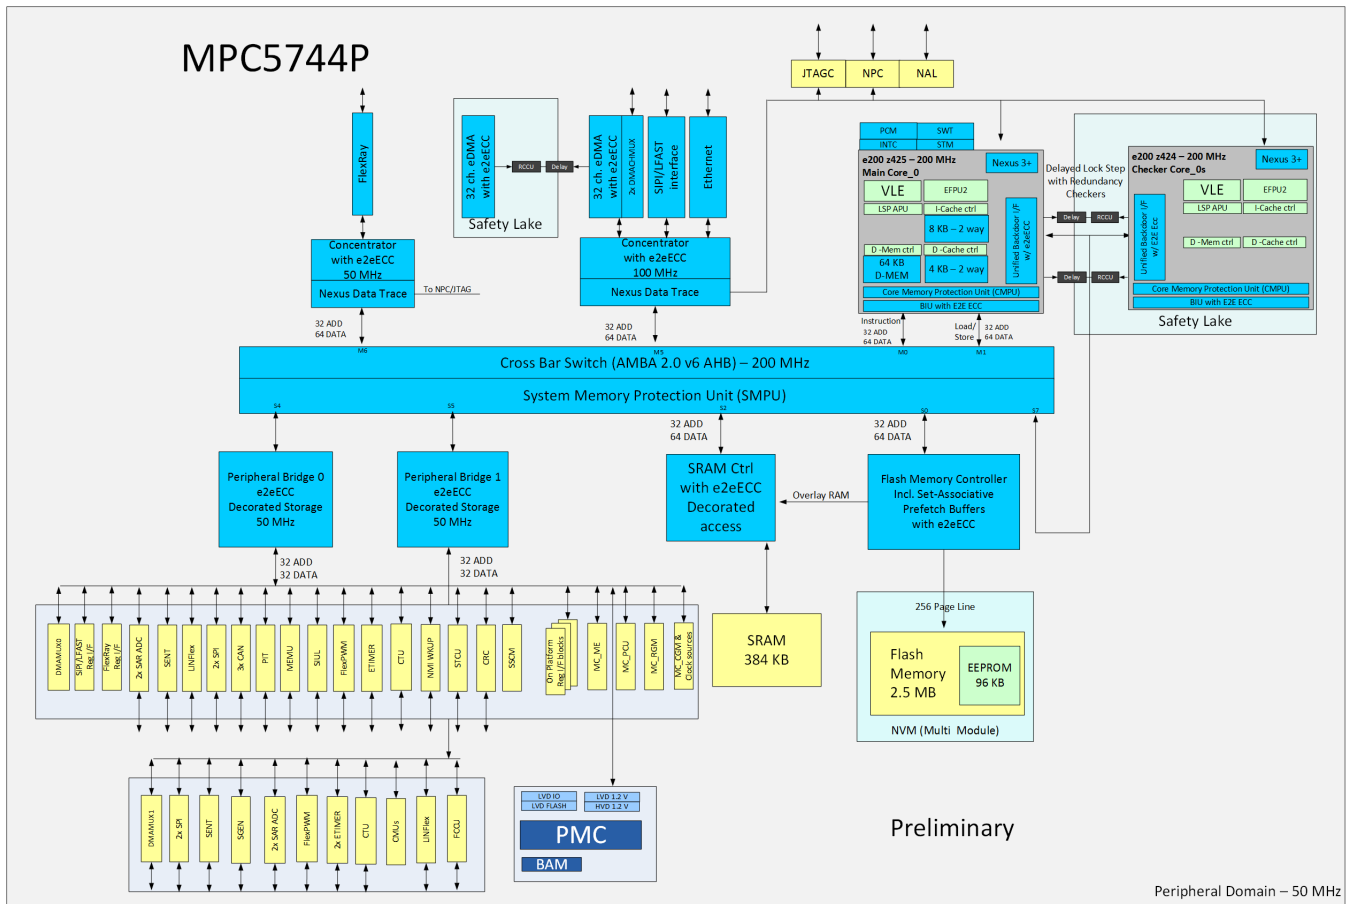 MPC5744P
JTAGC
NPC
NAL
FlexRay
32 ch. eDMA
with e2eECC
RCCU
Delay
Safety Lake
32 ch. eDMA
with e2eECC
2x DMACHMUX
SIPI/LFAST
interface
Ethernet
PCM
SWT
INTC
STM
e200 z425 – 200 MHz
Main Core_0
Nexus 3+
VLE
EFPU2
LSP APU
I-Cache ctrl
8 KB – 2 way
D -Mem ctrl
D -Cache ctrl
64 KB
D-MEM
4 KB – 2 way
Unified Backdoor I/F
w/ e2eECC
Core Memory Protection Unit (CMPU)
BIU with E2E ECC
Delayed Lock Step
with Redundancy
Checkers
Delay
RCCU
Delay
RCCU
e200 z424 – 200 MHz
Checker Core_0s
Nexus 3+
VLE
EFPU2
LSP APU
I-Cache ctrl
D -Mem ctrl
D -Cache ctrl
Unified Backdoor I/F
w/ E2E Ecc
Core Memory Protection Unit (CMPU)
BIU with E2E ECC
Safety Lake
Concentrator
with e2eECC
50 MHz
Nexus Data Trace
To NPC/JTAG
Concentrator
with e2eECC
100 MHz
Nexus Data Trace
32 ADD
64 DATA
M6
32 ADD
64 DATA
M5
Instruction
32 ADD
64 DATA
M0
Load/
Store
32 ADD
64 DATA
M1
Cross Bar Switch (AMBA 2.0 v6 AHB) – 200 MHz
System Memory Protection Unit (SMPU)
S4
S5
S2
S0
S7
32 ADD
64 DATA
32 ADD
64 DATA
Peripheral Bridge 0
e2eECC
Decorated Storage
50 MHz
Peripheral Bridge 1
e2eECC
Decorated Storage
50 MHz
SRAM Ctrl
with e2eECC
Decorated
access
Overlay RAM
Flash Memory Controller
Incl. Set-Associative
Prefetch Buffers
with e2eECC
32 ADD
32 DATA
32 ADD
32 DATA
DMAMUX0
SIPI/LFAST
Reg I/F
FlexRay
Reg I/F
2x SAR ADC
SENT
LINFlex
2x SPI
3x CAN
PIT
MEMU
SIUL
FlexPWM
ETIMER
CTU
NMI WKUP
STCU
CRC
SSCM
On Platform
Reg I/F blocks
MC_ME
MC_PCU
MC_RGM
MC_CGM &
Clock sources
SRAM
384 KB
256 Page Line
Flash
Memory
2.5 MB
EEPROM
96 KB
NVM (Multi Module)
DMAMUX1
2x SPI
SENT
SGEN
2x SAR ADC
FlexPWM
2x ETIMER
CTU
CMUs
LINFlex
FCCU
LVD IO
LVD 1.2 V
LVD FLASH
HVD 1.2 V
PMC
BAM
Preliminary
Peripheral Domain – 50 MHz